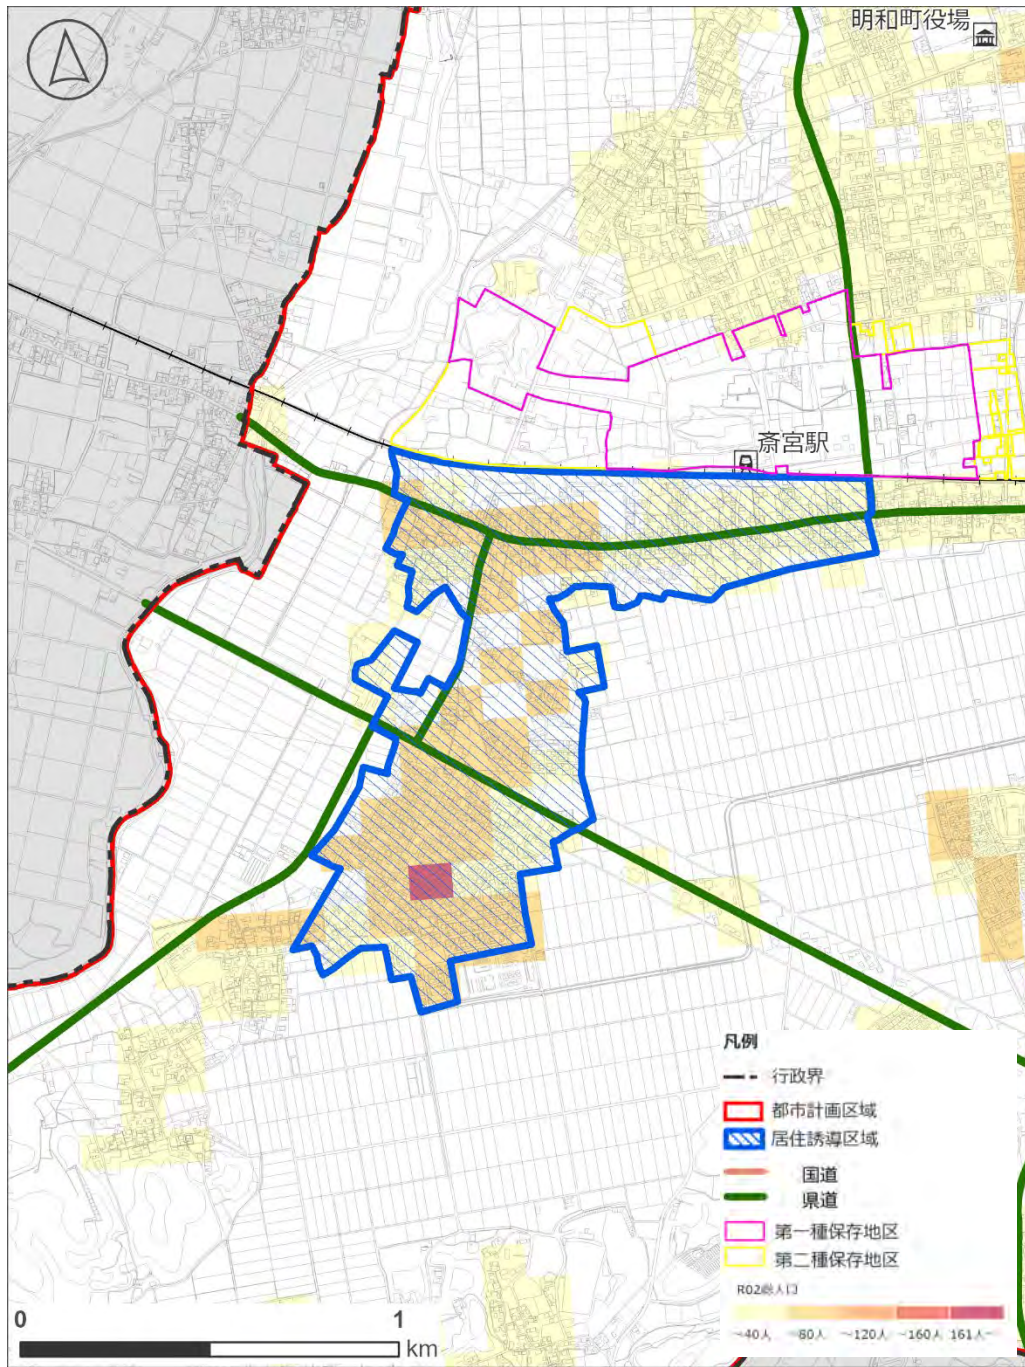 明和町役場
斎宮駅
凡例
行政界
都市計画区域
居住誘導区域
国道
県道
第一種保存地区
第二種保存地区
R02総人口
~40人 ~80人 ~120人 ~160人 161人~
0 1
km